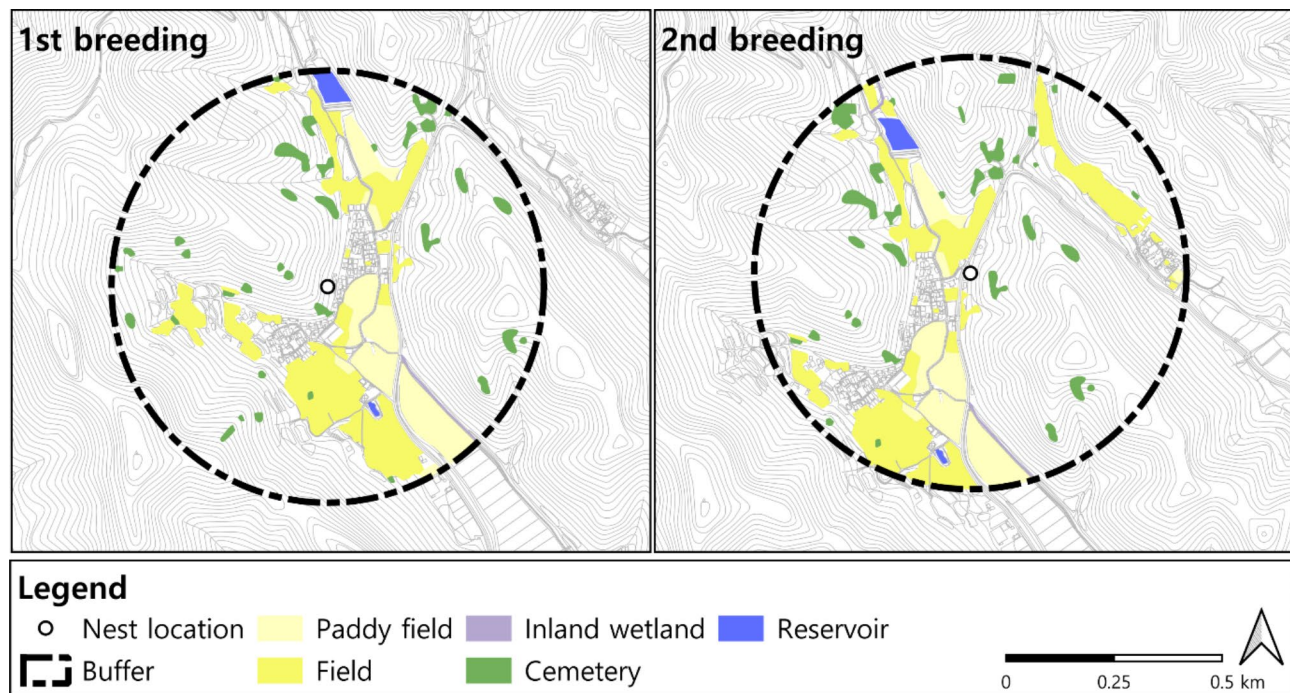 1st breeding
2nd breeding
Legend
Nest location
Paddy field
Inland wetland
Reservoir
Buffer
Field
Cemetery
0 0.25 0.5 km